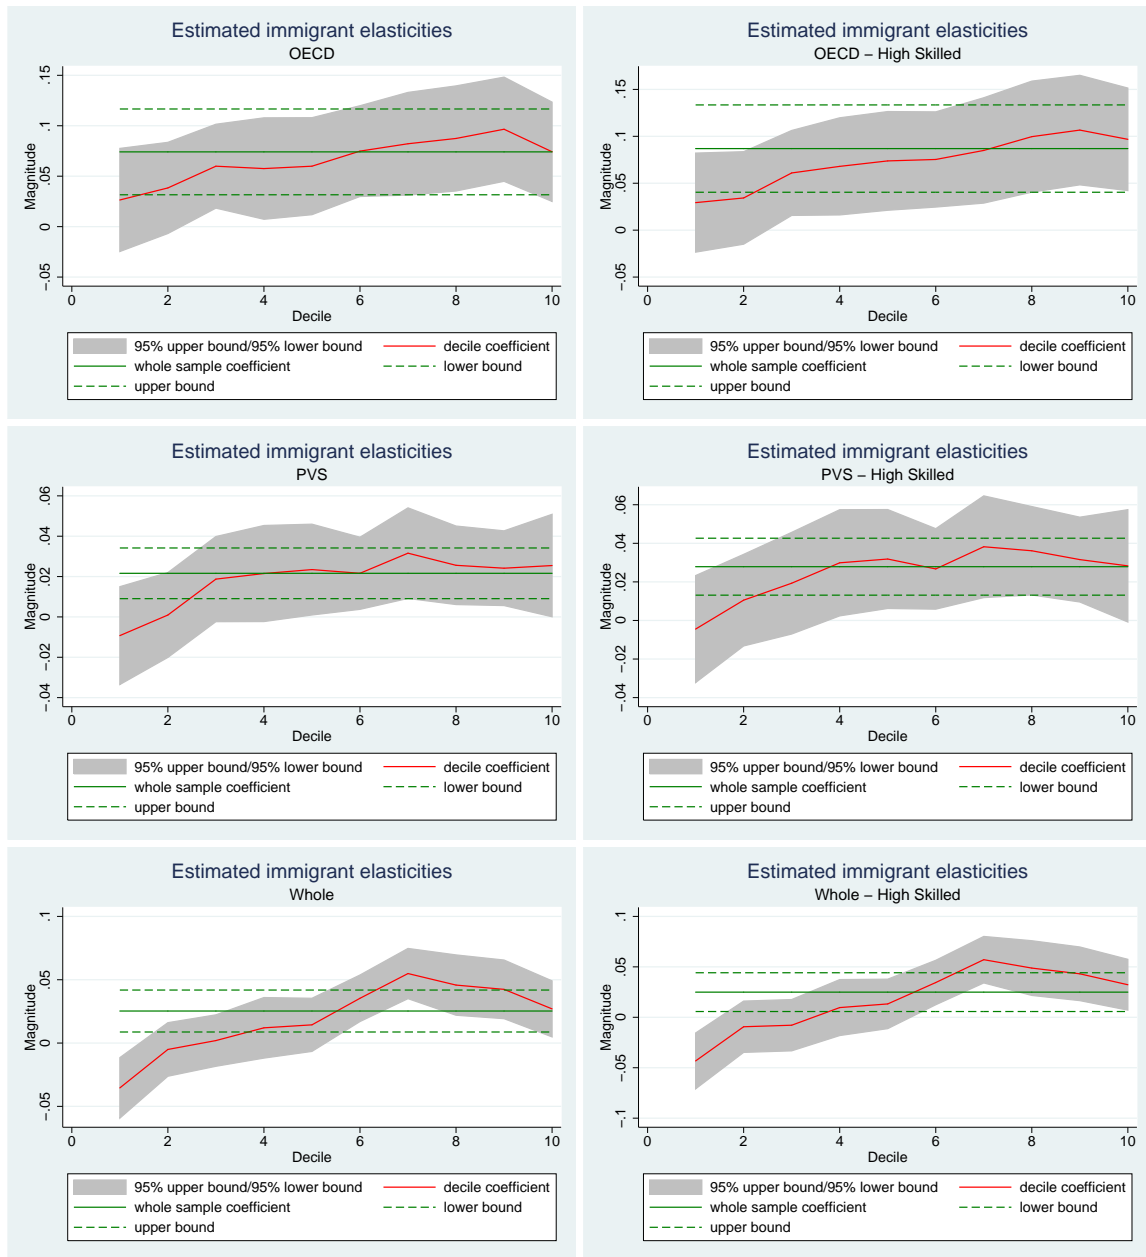 Estimated immigrant elasticities
OECD
Magnitude
-.05 0 .05 .1 .15
0 2 4 6 8 10
Decile
95% upper bound/95% lower bound decile coefficient
whole sample coefficient lower bound
upper bound
Estimated immigrant elasticities
OECD – High Skilled
Magnitude
-.05 0 .05 .1 .15
0 2 4 6 8 10
Decile
95% upper bound/95% lower bound decile coefficient
whole sample coefficient lower bound
upper bound
Estimated immigrant elasticities
PVS
Magnitude
-.04 -.02 0 .02 .04 .06
0 2 4 6 8 10
Decile
95% upper bound/95% lower bound decile coefficient
whole sample coefficient lower bound
upper bound
Estimated immigrant elasticities
PVS – High Skilled
Magnitude
-.04 -.02 0 .02 .04 .06
0 2 4 6 8 10
Decile
95% upper bound/95% lower bound decile coefficient
whole sample coefficient lower bound
upper bound
Estimated immigrant elasticities
Whole
Magnitude
-.05 0 .05 .1
0 2 4 6 8 10
Decile
95% upper bound/95% lower bound decile coefficient
whole sample coefficient lower bound
upper bound
Estimated immigrant elasticities
Whole – High Skilled
Magnitude
-.1 -.05 0 .05 .1
0 2 4 6 8 10
Decile
95% upper bound/95% lower bound decile coefficient
whole sample coefficient lower bound
upper bound